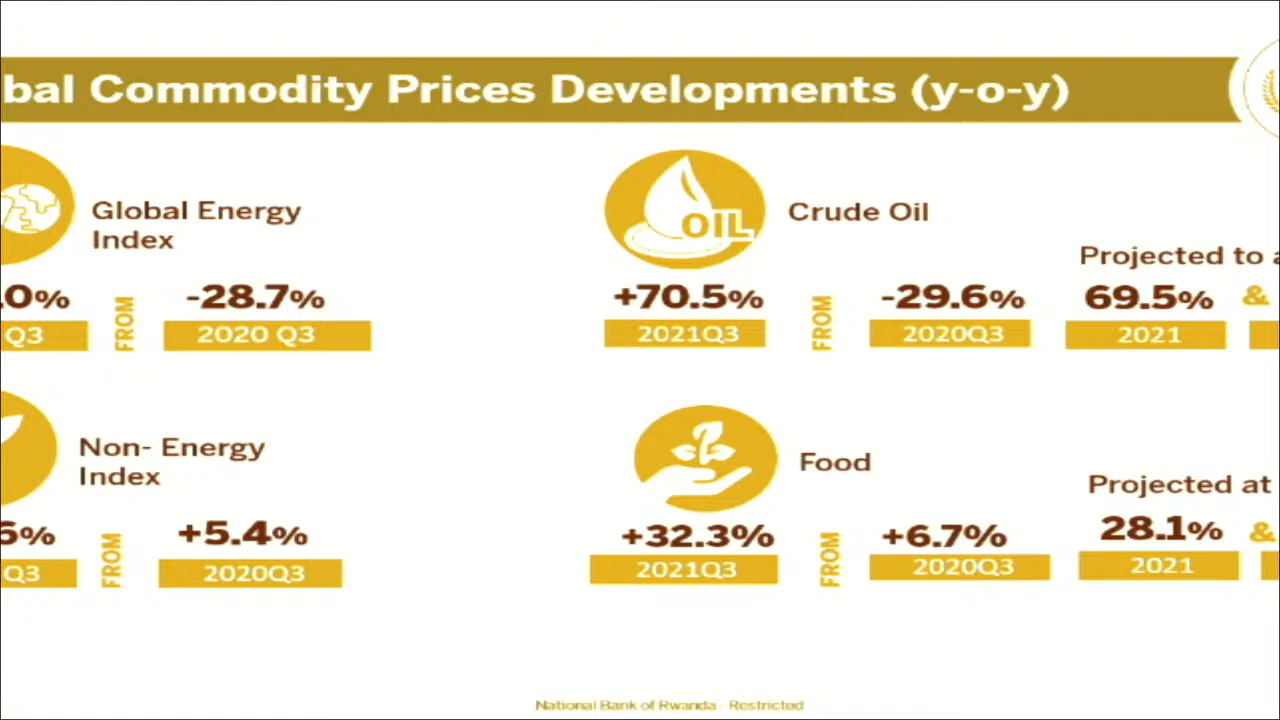 bal Commodity Prices Developments (y-o-y)
Global Energy
Index
.0% FROM -28.7%
Q3 2020 Q3
OIL
Crude Oil
Projected to
+70.5% FROM -29.6% 69.5% &
2021Q3 2020Q3 2021
Non- Energy
Index
6% FROM +5.4%
Q3 2020Q3
Food
Projected at
+32.3% FROM +6.7% 28.1% &
2021Q3 2020Q3 2021
National Bank of Rwanda - Restricted